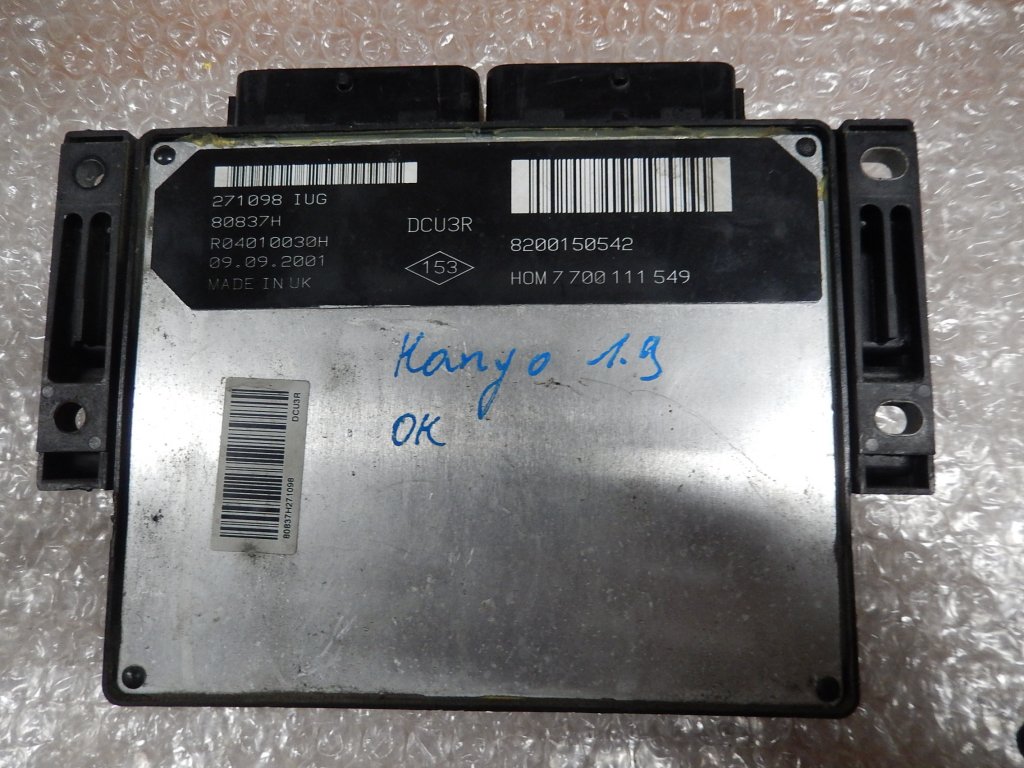 271098 IUG
80837H
R04010030H
09.09.2001
MADE IN UK
DCU3R
153
8200150542
HOM 7 700 111 549
Kango 1.9
OK
DCU3R
80837H271098